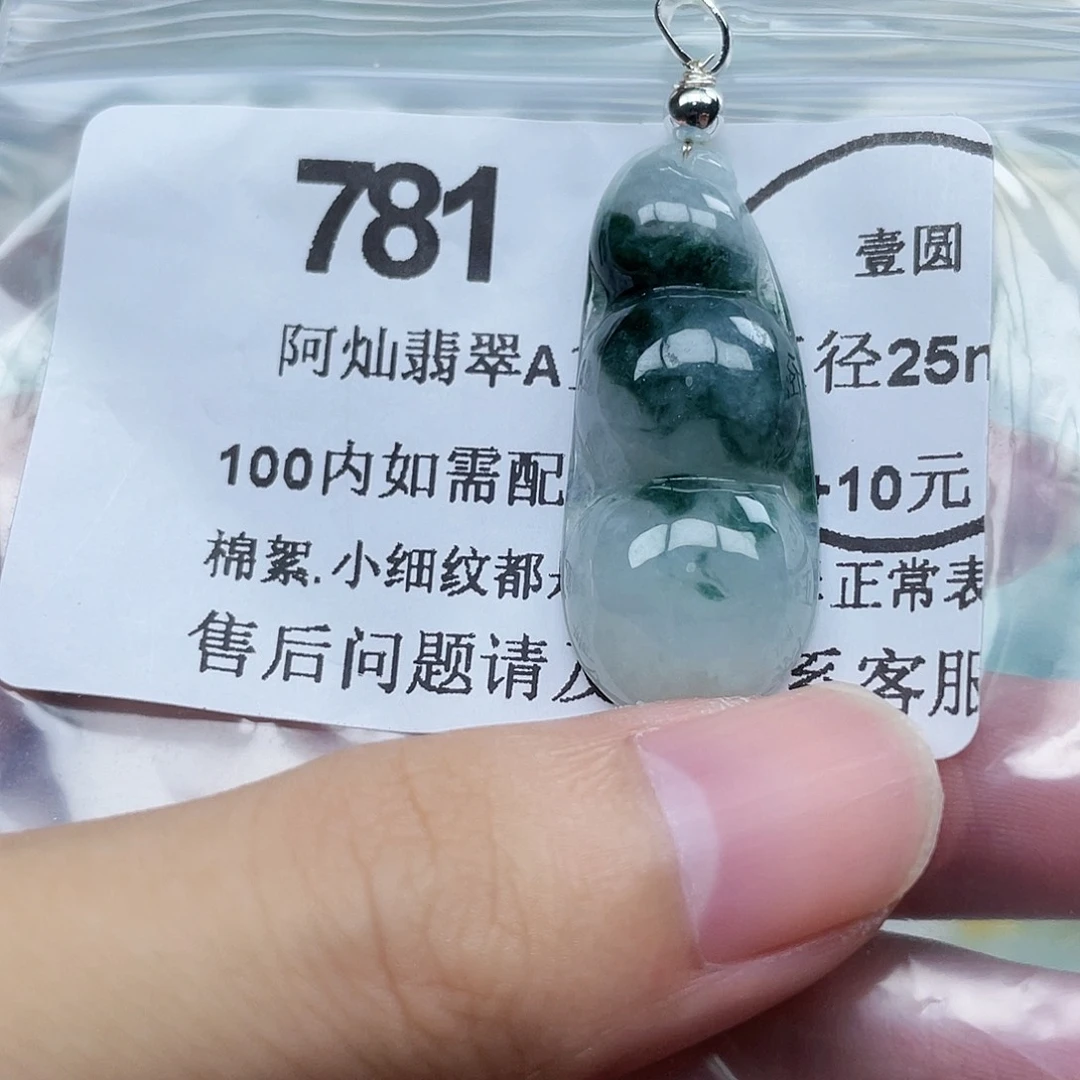 781
壹圆
阿灿翡翠A 径25
100内如需配 +10元
棉絮.小细纹都 正常表
售后问题请 系客服